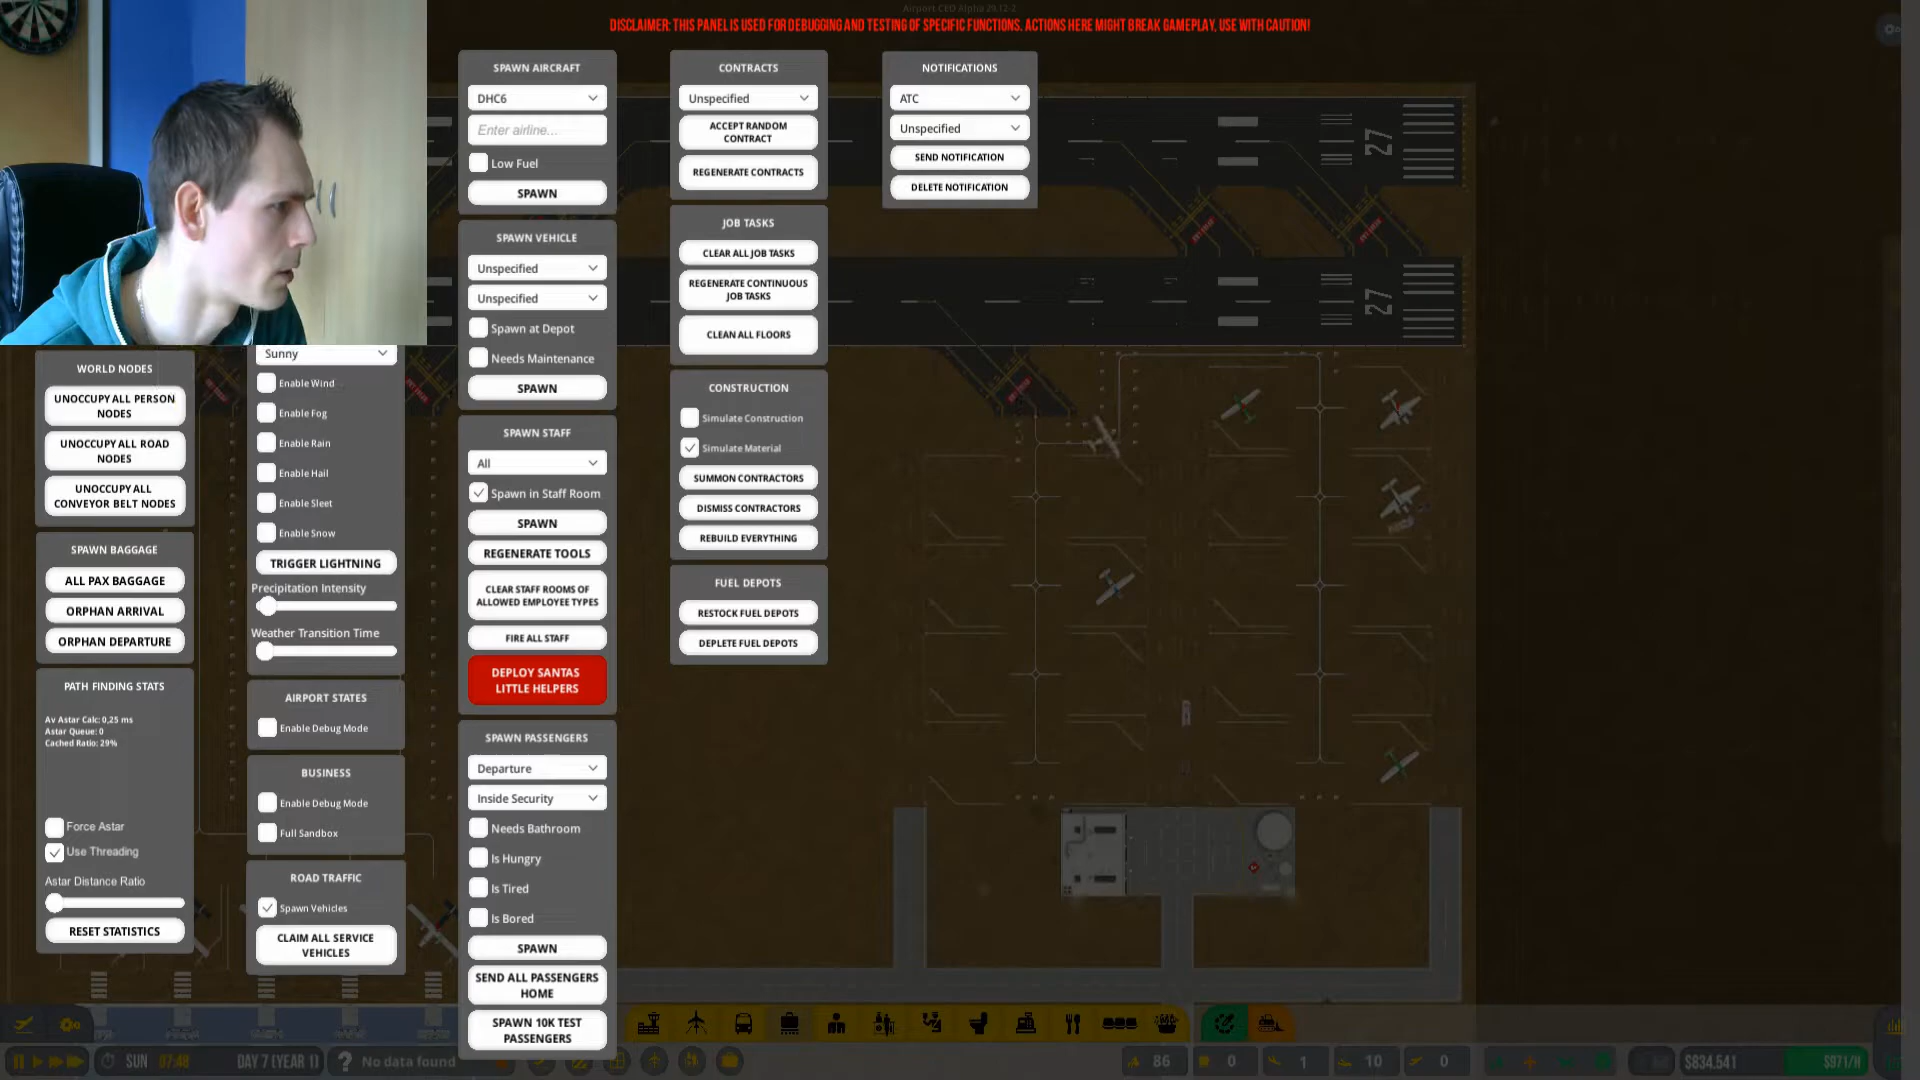 Airport CEO Alpha 29.12-2
DISCLAIMER: THIS PANEL IS USED FOR DEBUGGING AND TESTING OF SPECIFIC FUNCTIONS. ACTIONS HERE MIGHT BREAK GAMEPLAY, USE WITH CAUTION!
WORLD NODES
UNOCCUPY ALL PERSON
NODES
UNOCCUPY ALL ROAD
NODES
UNOCCUPY ALL
CONVEYOR BELT NODES
SPAWN BAGGAGE
ALL PAX BAGGAGE
ORPHAN ARRIVAL
ORPHAN DEPARTURE
PATH FINDING STATS
Av Astar Calc: 0,25 ms
Astar Queue: 0
Cached Ratio: 29%
Force Astar
Use Threading
Astar Distance Ratio
RESET STATISTICS
Sunny
Enable Wind
Enable Fog
Enable Rain
Enable Hail
Enable Sleet
Enable Snow
TRIGGER LIGHTNING
Precipitation Intensity
Weather Transition Time
AIRPORT STATES
Enable Debug Mode
BUSINESS
Enable Debug Mode
Full Sandbox
ROAD TRAFFIC
Spawn Vehicles
CLAIM ALL SERVICE
VEHICLES
SPAWN AIRCRAFT
DHC6
Enter airline...
Low Fuel
SPAWN
SPAWN VEHICLE
Unspecified
Unspecified
Spawn at Depot
Needs Maintenance
SPAWN
SPAWN STAFF
All
Spawn in Staff Room
SPAWN
REGENERATE TOOLS
CLEAR STAFF ROOMS OF
ALLOWED EMPLOYEE TYPES
FIRE ALL STAFF
DEPLOY SANTAS
LITTLE HELPERS
SPAWN PASSENGERS
Departure
Inside Security
Needs Bathroom
Is Hungry
Is Tired
Is Bored
SPAWN
SEND ALL PASSENGERS
HOME
SPAWN 10K TEST
PASSENGERS
CONTRACTS
Unspecified
ACCEPT RANDOM
CONTRACT
REGENERATE CONTRACTS
JOB TASKS
CLEAR ALL JOB TASKS
REGENERATE CONTINUOUS
JOB TASKS
CLEAN ALL FLOORS
CONSTRUCTION
Simulate Construction
Simulate Material
SUMMON CONTRACTORS
DISMISS CONTRACTORS
REBUILD EVERYTHING
FUEL DEPOTS
RESTOCK FUEL DEPOTS
DEPLETE FUEL DEPOTS
NOTIFICATIONS
ATC
Unspecified
SEND NOTIFICATION
DELETE NOTIFICATION
27
27
SUN 07:48 DAY 7 (YEAR 1) ? No data found 86 0 1 10 0 $834.541 $971/H